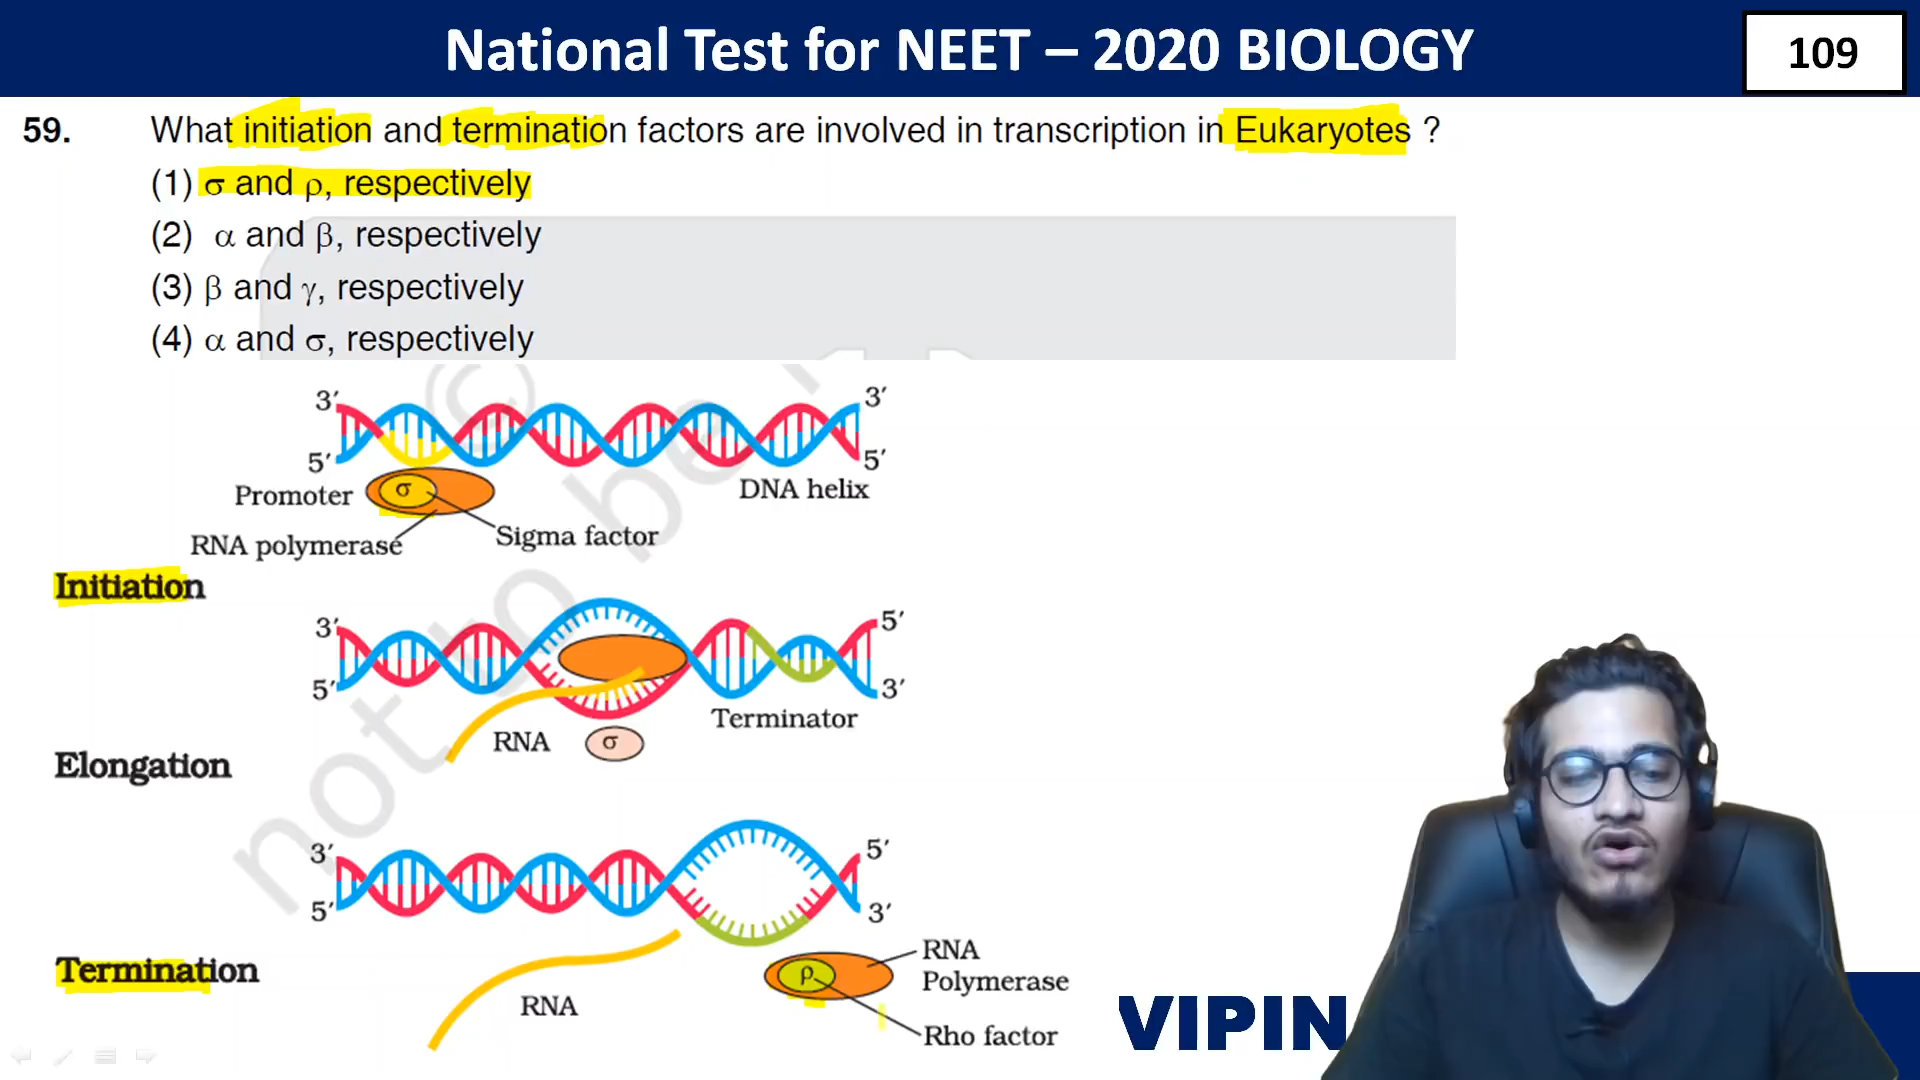 National Test for NEET – 2020 BIOLOGY
109
59. What initiation and termination factors are involved in transcription in Eukaryotes ?
(1) σ and ρ, respectively
(2) α and β, respectively
(3) β and γ, respectively
(4) α and σ, respectively
©
not to be r
3′
3′
5′
5′
Promoter
σ
DNA helix
RNA polymerase
Sigma factor
Initiation
3′
5′
5′
3′
Terminator
RNA
σ
Elongation
3′
5′
5′
3′
Termination
RNA
ρ
RNA
Polymerase
Rho factor
VIPIN